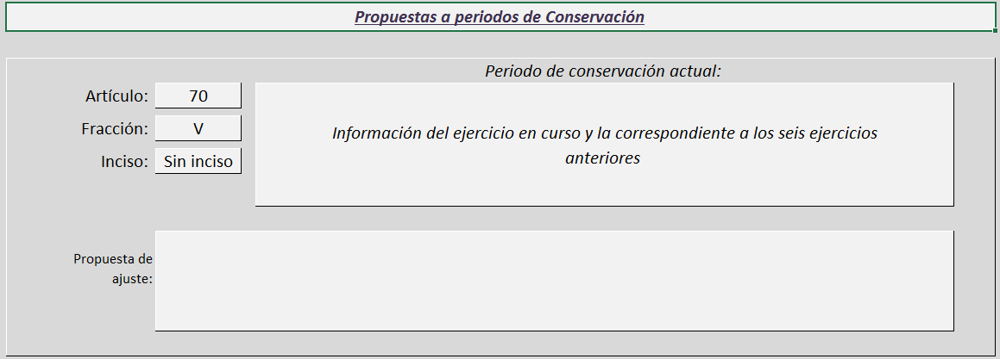 Propuestas a periodos de Conservación
Periodo de conservación actual:
Artículo: 70
Fracción: V
Inciso: Sin inciso
Información del ejercicio en curso y la correspondiente a los seis ejercicios
anteriores
Propuesta de
ajuste: